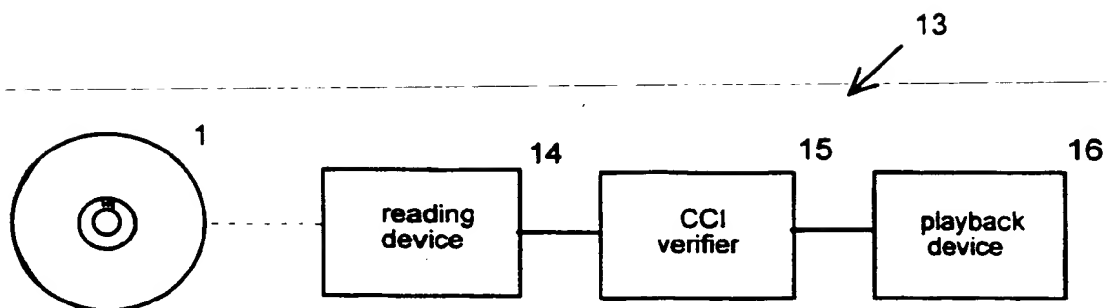 13
1
14
15
16
reading
device
CCI
verifier
playback
device